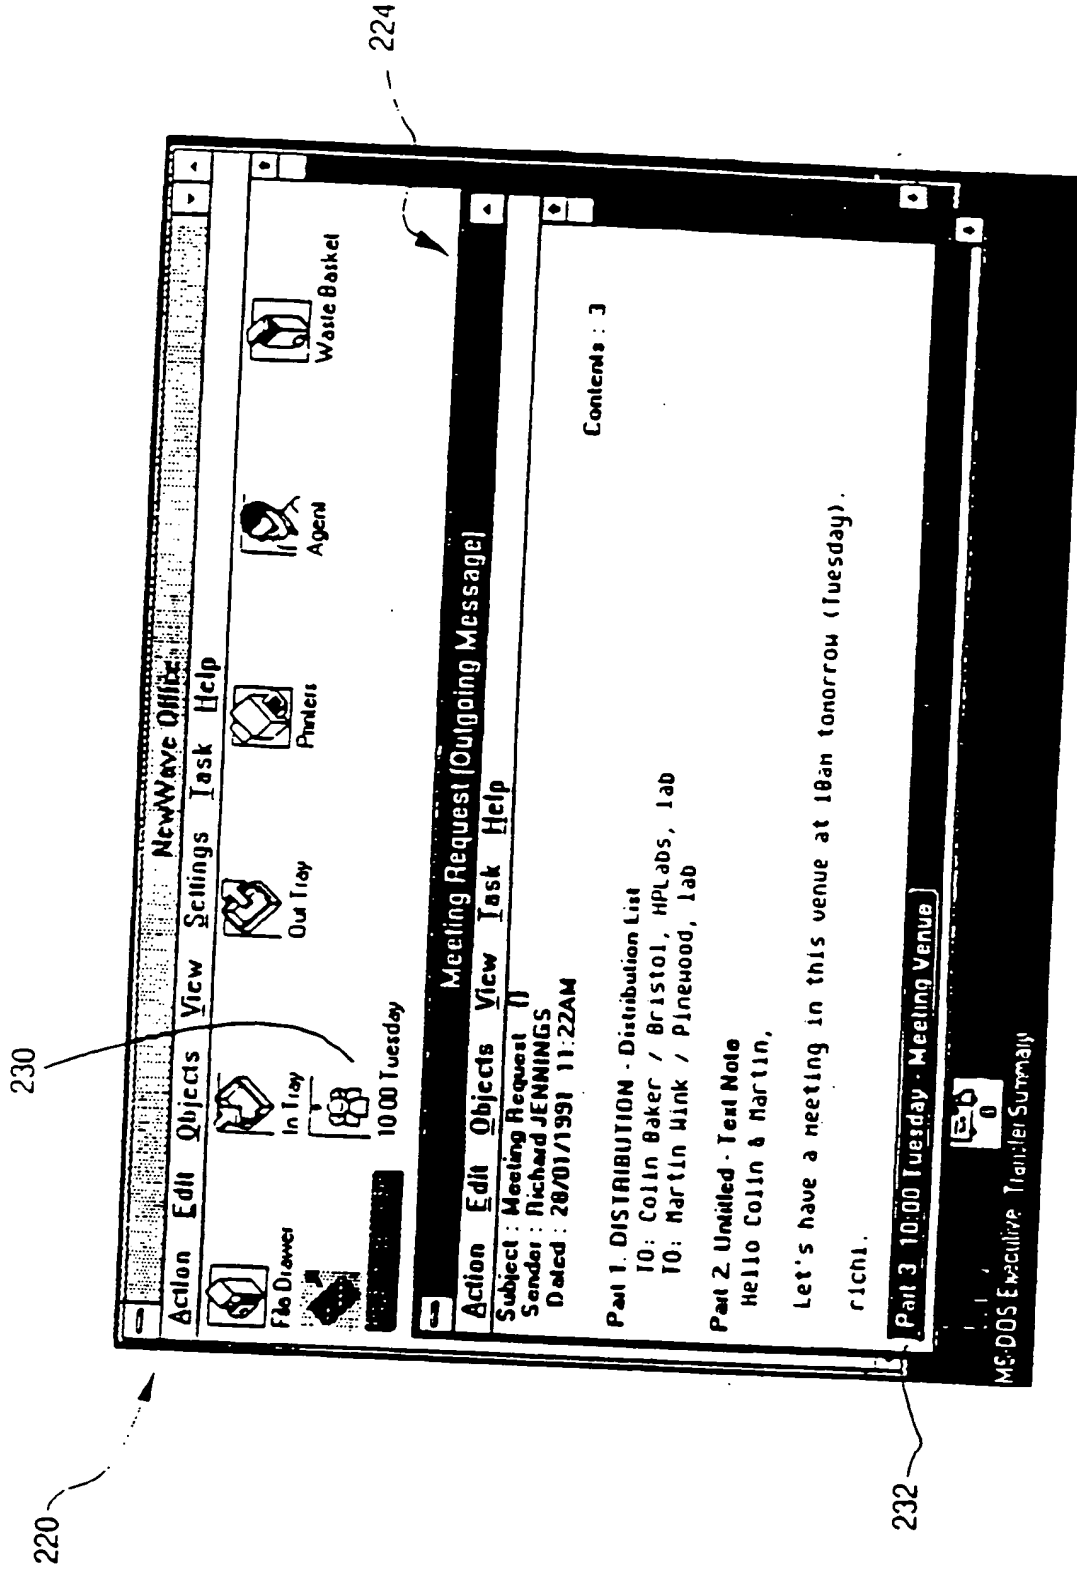 220
230
224
NewWave Office
Action Edit Objects View Settings Task Help
File Drawer
In Tray
Out Tray
Printers
Agent
Waste Basket
10:00 Tuesday
Meeting Request (Outgoing Message)
Action Edit Objects View Task Help
Subject : Meeting Request {}
Sender : Richard JENNINGS
Dated : 28/01/1991 11:22AM
Contents : 3
Part 1. DISTRIBUTION - Distribution List
TO: Colin Baker / Bristol, HPLabs, lab
TO: Martin Wink / Pinewood, lab
Part 2. Untitled - Text Note
Hello Colin & Martin,
Let's have a meeting in this venue at 10am tomorrow (Tuesday).
richi.
Part 3 10:00 Tuesday - Meeting Venue
232
0
MS-DOS Executive Transfer Summary